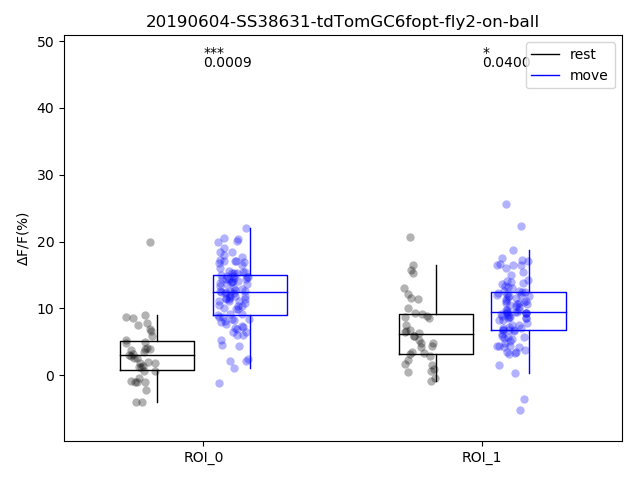 20190604-SS38631-tdTomGC6fopt-fly2-on-ball
50
40
30
20
10
0
ΔF/F(%)
***
0.0009
*
0.0400
rest
move
ROI_0
ROI_1